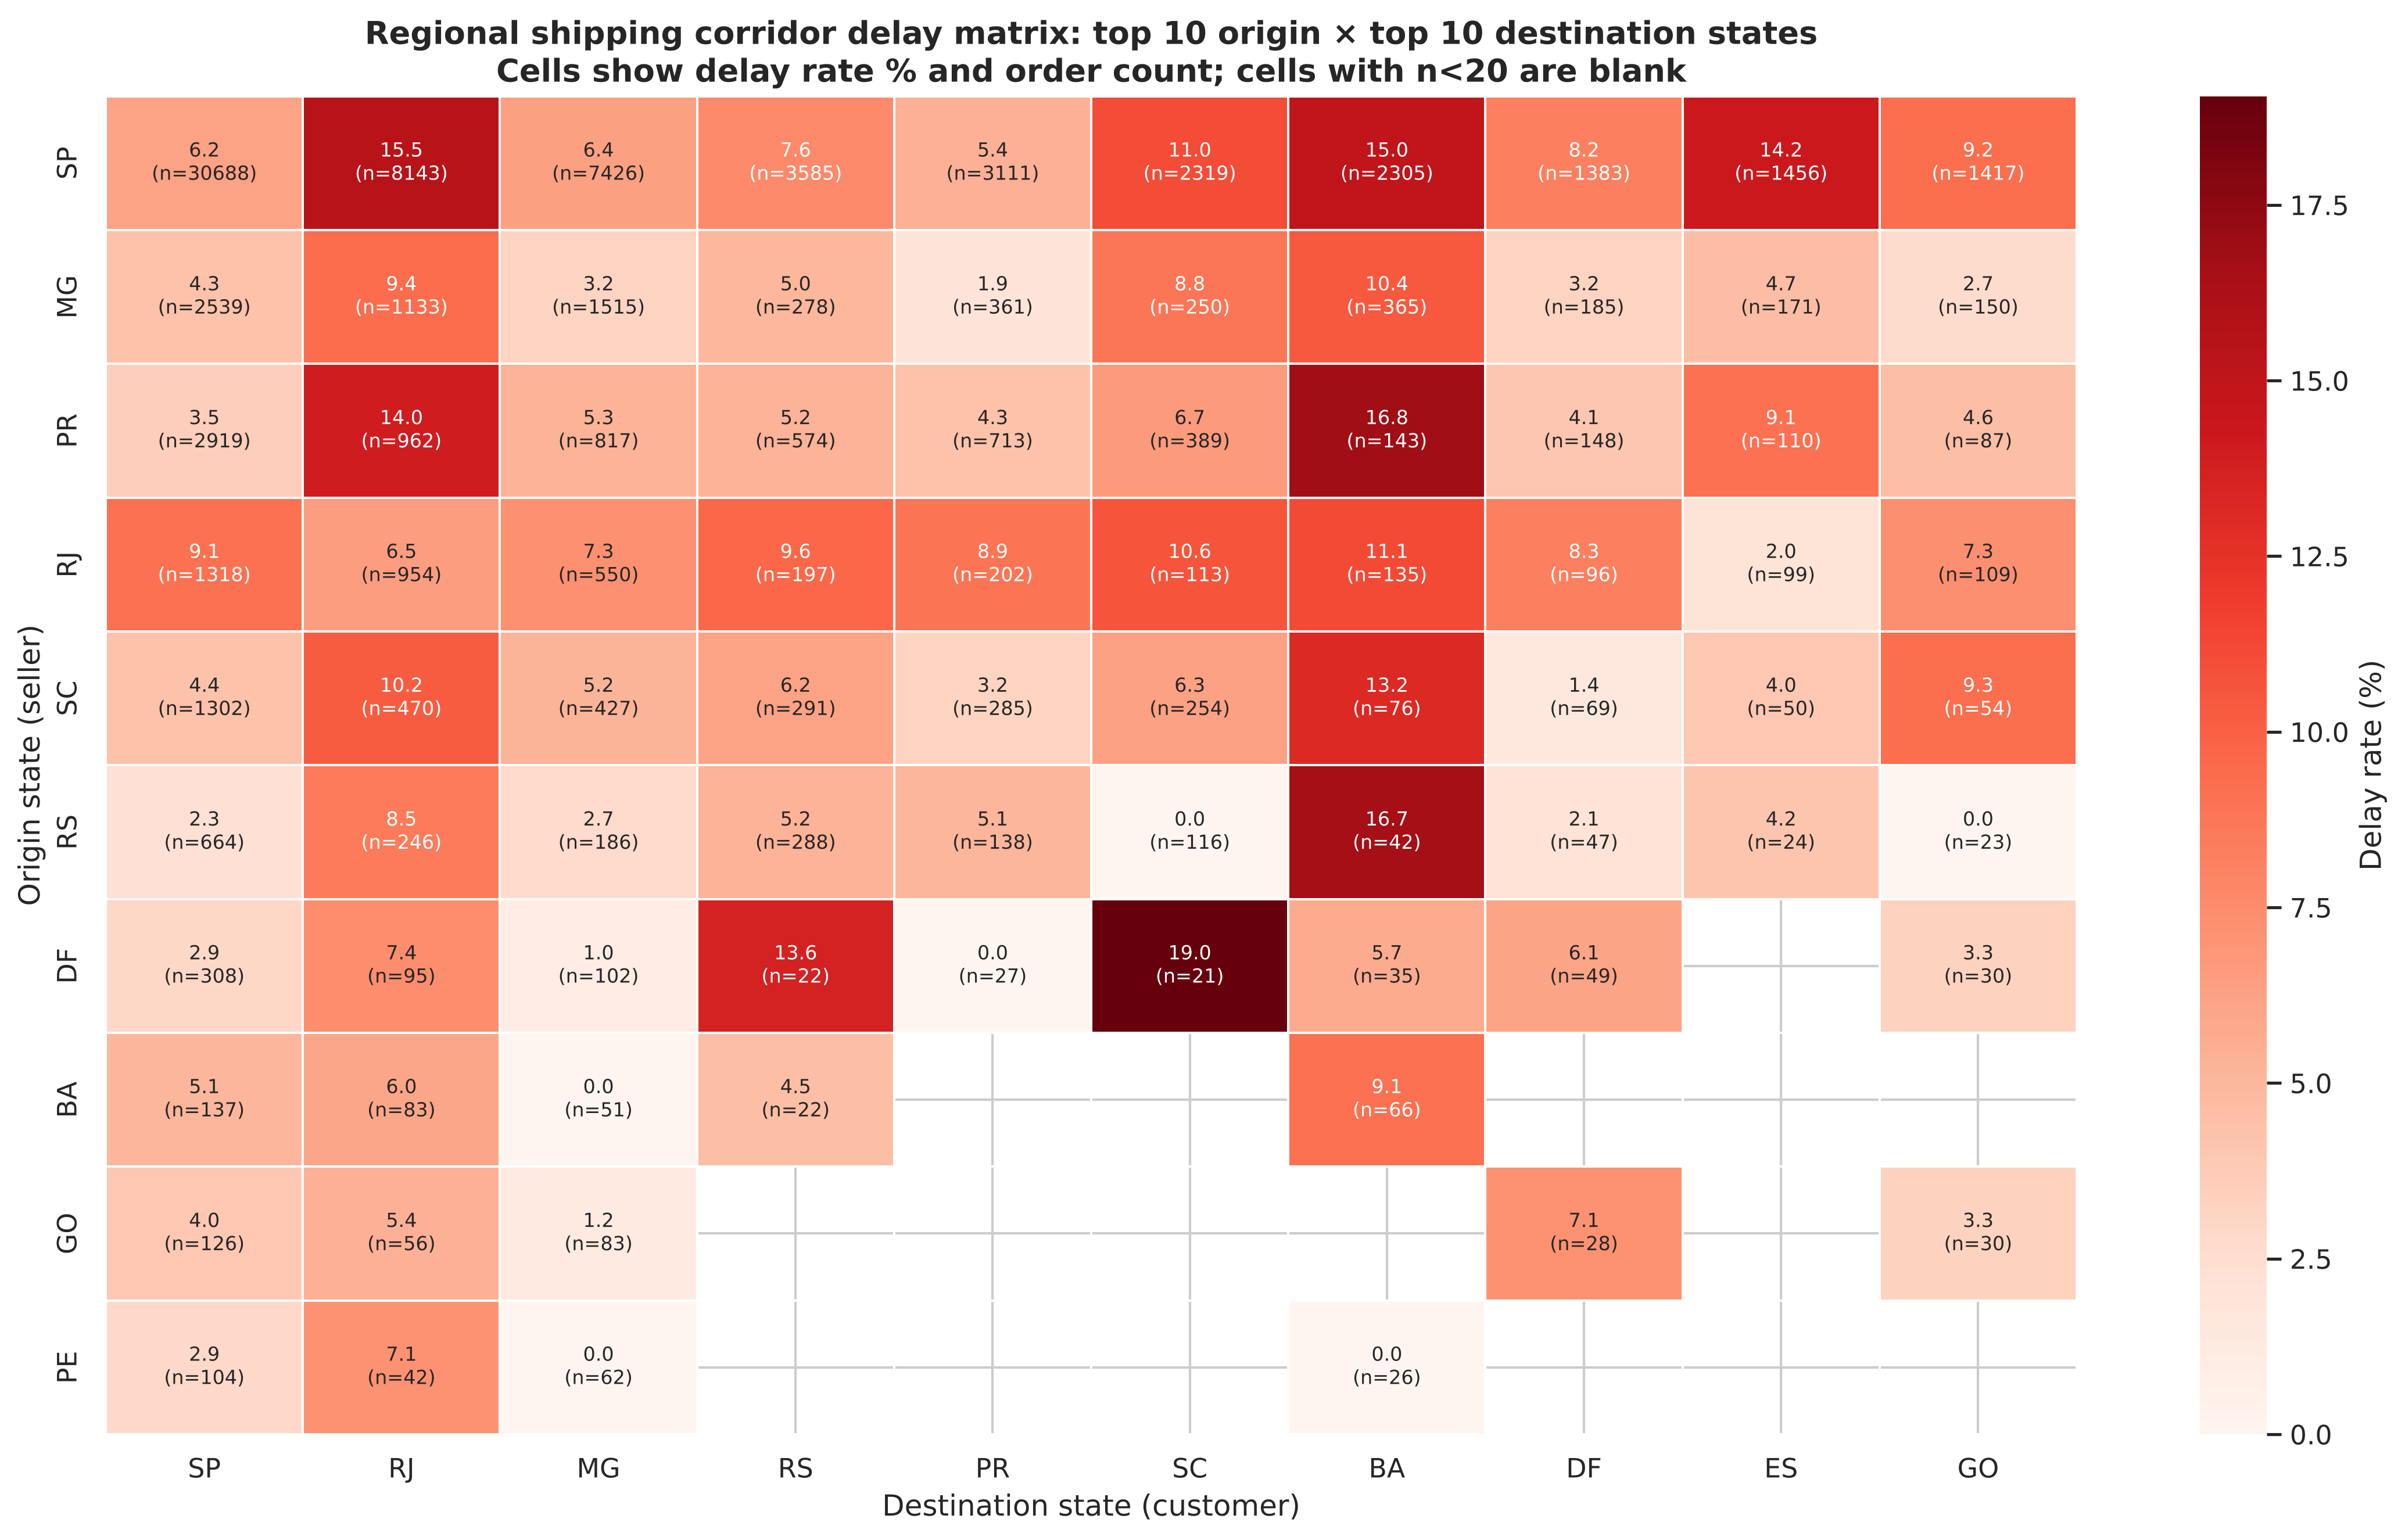 Regional shipping corridor delay matrix: top 10 origin × top 10 destination states
Cells show delay rate % and order count; cells with n<20 are blank
Origin state (seller)
SP
6.2
(n=30688)
15.5
(n=8143)
6.4
(n=7426)
7.6
(n=3585)
5.4
(n=3111)
11.0
(n=2319)
15.0
(n=2305)
8.2
(n=1383)
14.2
(n=1456)
9.2
(n=1417)
MG
4.3
(n=2539)
9.4
(n=1133)
3.2
(n=1515)
5.0
(n=278)
1.9
(n=361)
8.8
(n=250)
10.4
(n=365)
3.2
(n=185)
4.7
(n=171)
2.7
(n=150)
PR
3.5
(n=2919)
14.0
(n=962)
5.3
(n=817)
5.2
(n=574)
4.3
(n=713)
6.7
(n=389)
16.8
(n=143)
4.1
(n=148)
9.1
(n=110)
4.6
(n=87)
RJ
9.1
(n=1318)
6.5
(n=954)
7.3
(n=550)
9.6
(n=197)
8.9
(n=202)
10.6
(n=113)
11.1
(n=135)
8.3
(n=96)
2.0
(n=99)
7.3
(n=109)
SC
4.4
(n=1302)
10.2
(n=470)
5.2
(n=427)
6.2
(n=291)
3.2
(n=285)
6.3
(n=254)
13.2
(n=76)
1.4
(n=69)
4.0
(n=50)
9.3
(n=54)
RS
2.3
(n=664)
8.5
(n=246)
2.7
(n=186)
5.2
(n=288)
5.1
(n=138)
0.0
(n=116)
16.7
(n=42)
2.1
(n=47)
4.2
(n=24)
0.0
(n=23)
DF
2.9
(n=308)
7.4
(n=95)
1.0
(n=102)
13.6
(n=22)
0.0
(n=27)
19.0
(n=21)
5.7
(n=35)
6.1
(n=49)
3.3
(n=30)
BA
5.1
(n=137)
6.0
(n=83)
0.0
(n=51)
4.5
(n=22)
9.1
(n=66)
GO
4.0
(n=126)
5.4
(n=56)
1.2
(n=83)
7.1
(n=28)
3.3
(n=30)
PE
2.9
(n=104)
7.1
(n=42)
0.0
(n=62)
0.0
(n=26)
SP
RJ
MG
RS
PR
SC
BA
DF
ES
GO
Destination state (customer)
17.5
15.0
12.5
10.0
7.5
5.0
2.5
0.0
Delay rate (%)